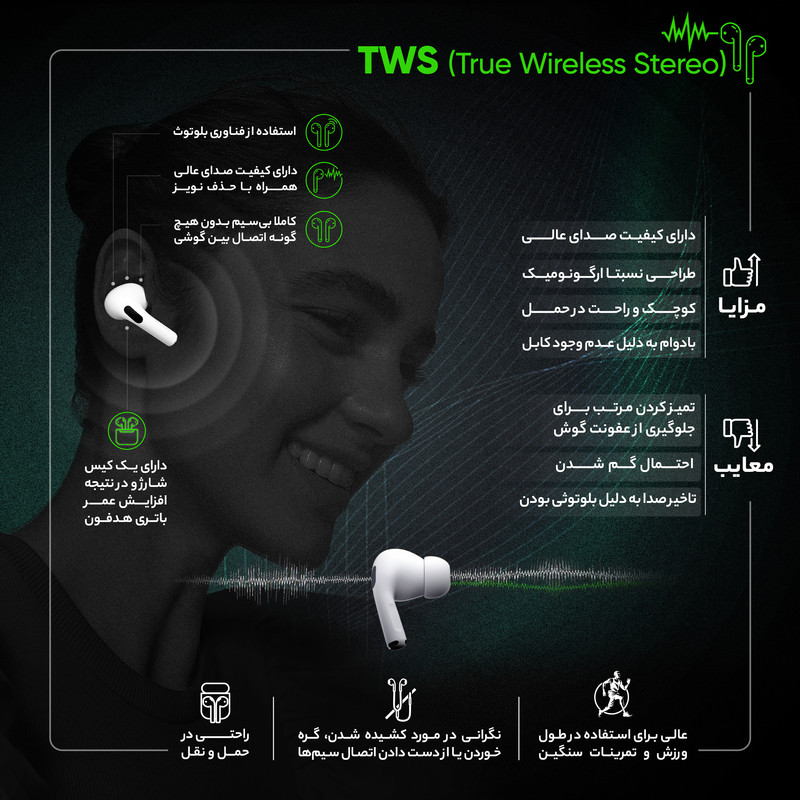 TWS (True Wireless Stereo)
استفاده از فناوری بلوتوث
دارای کیفیت صدای عالی
همراه با حذف نویز
کاملا بی‌سیم بدون هیچ
گونه اتصال بین گوشی
دارای یک کیس
شارژ و در نتیجه
افزایش عمر
باتری هدفون
مزایا
دارای کیفیت صدای عالی
طراحی نسبتا ارگونومیک
کوچک و راحت در حمل
بادوام به دلیل عدم وجود کابل
معایب
تمیز کردن مرتب برای
جلوگیری از عفونت گوش
احتمال گم شدن
تاخیر صدا به دلیل بلوتوثی بودن
عالی برای استفاده در طول
ورزش و تمرینات سنگین
نگرانی در مورد کشیده شدن، گره
خوردن یا از دست دادن اتصال سیم‌ها
راحتی در
حمل و نقل